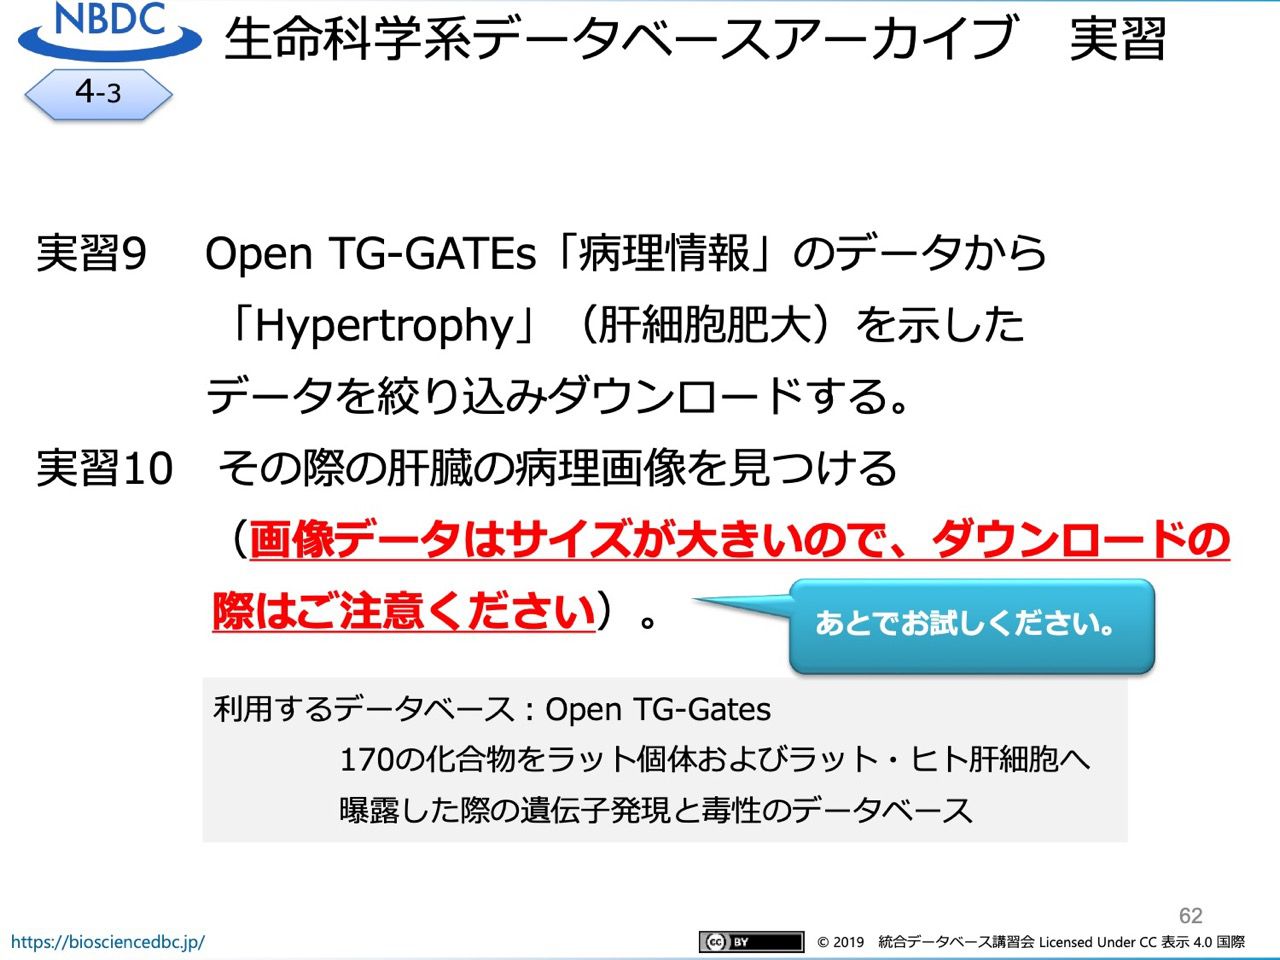 NBDC
生命科学系データベースアーカイブ　実習
4-3
実習9　Open TG-GATEs「病理情報」のデータから
「Hypertrophy」（肝細胞肥大）を示した
データを絞り込みダウンロードする。
実習10　その際の肝臓の病理画像を見つける
（画像データはサイズが大きいので、ダウンロードの
際はご注意ください）。
あとでお試しください。
利用するデータベース：Open TG-Gates
170の化合物をラット個体およびラット・ヒト肝細胞へ
曝露した際の遺伝子発現と毒性のデータベース
62
https://biosciencedbc.jp/
cc BY
© 2019　統合データベース講習会 Licensed Under CC 表示 4.0 国際